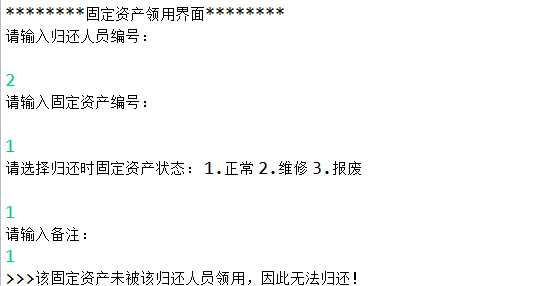 ********固定资产领用界面********
请输入归还人员编号:
2
请输入固定资产编号:
1
请选择归还时固定资产状态: 1.正常 2.维修 3.报废
1
请输入备注:
1
>>>该固定资产未被该归还人员领用，因此无法归还!